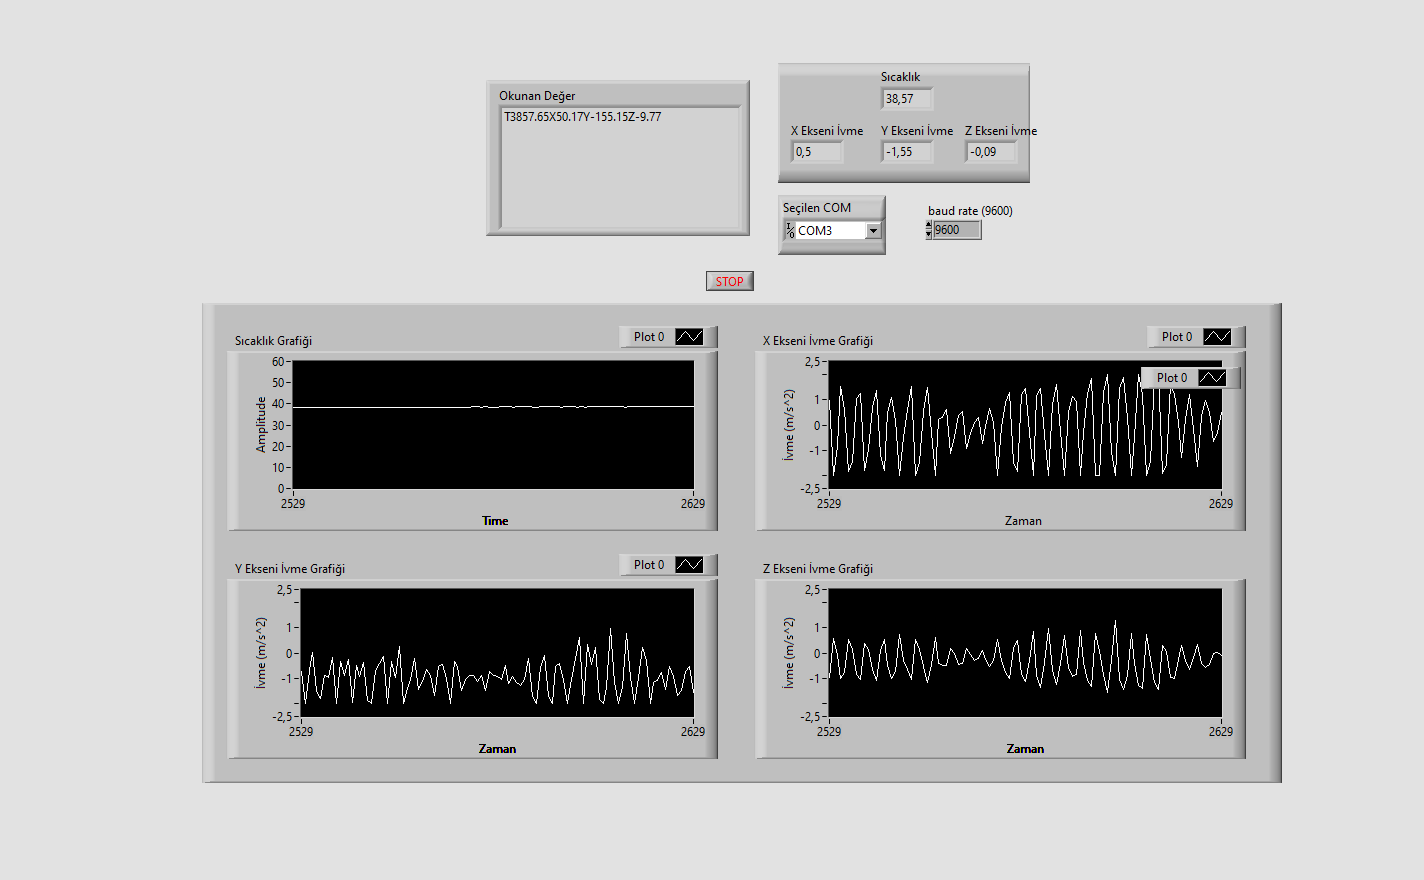 Okunan Değer
T3857.65X50.17Y-155.15Z-9.77
Sıcaklık
38,57
X Ekseni İvme Y Ekseni İvme Z Ekseni İvme
0,5 -1,55 -0,09
Seçilen COM
I/O COM3
baud rate (9600)
9600
STOP
Sıcaklık Grafiği
Plot 0
60
50
40
30
20
10
0
Amplitude
2529 2629
Time
X Ekseni İvme Grafiği
Plot 0
Plot 0
2,5
1
0
-1
-2,5
İvme (m/s^2)
2529 2629
Zaman
Y Ekseni İvme Grafiği
Plot 0
2,5
1
0
-1
-2,5
İvme (m/s^2)
2529 2629
Zaman
Z Ekseni İvme Grafiği
2,5
1
0
-1
-2,5
İvme (m/s^2)
2529 2629
Zaman